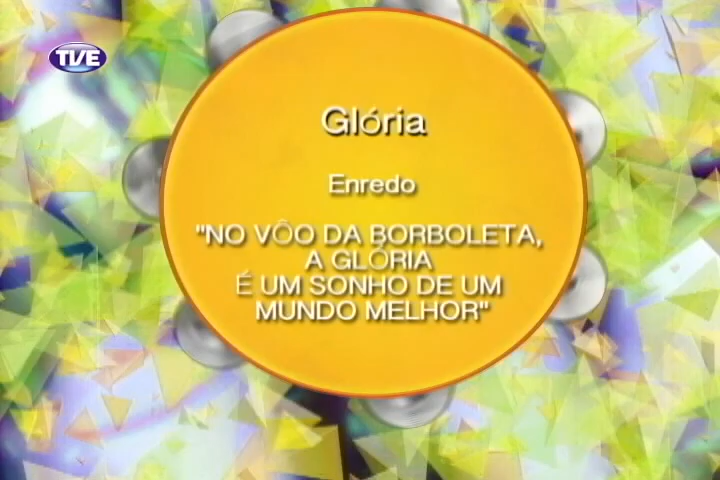 TVE
Glória
Enredo
"NO VÔO DA BORBOLETA,
A GLÓRIA
É UM SONHO DE UM
MUNDO MELHOR"